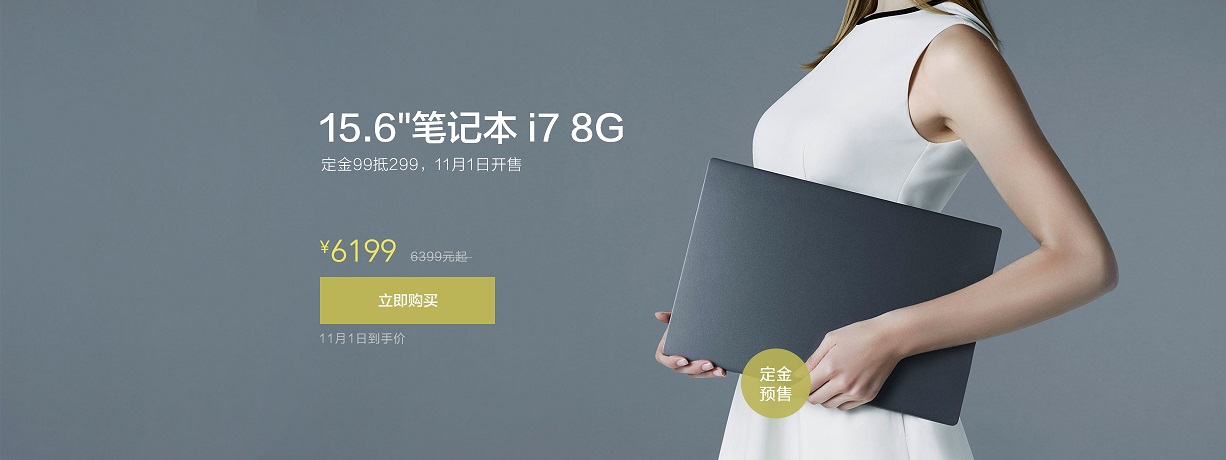 15.6"笔记本 i7 8G
定金99抵299，11月1日开售
¥6199 6399元起
立即购买
11月1日到手价
定金
预售